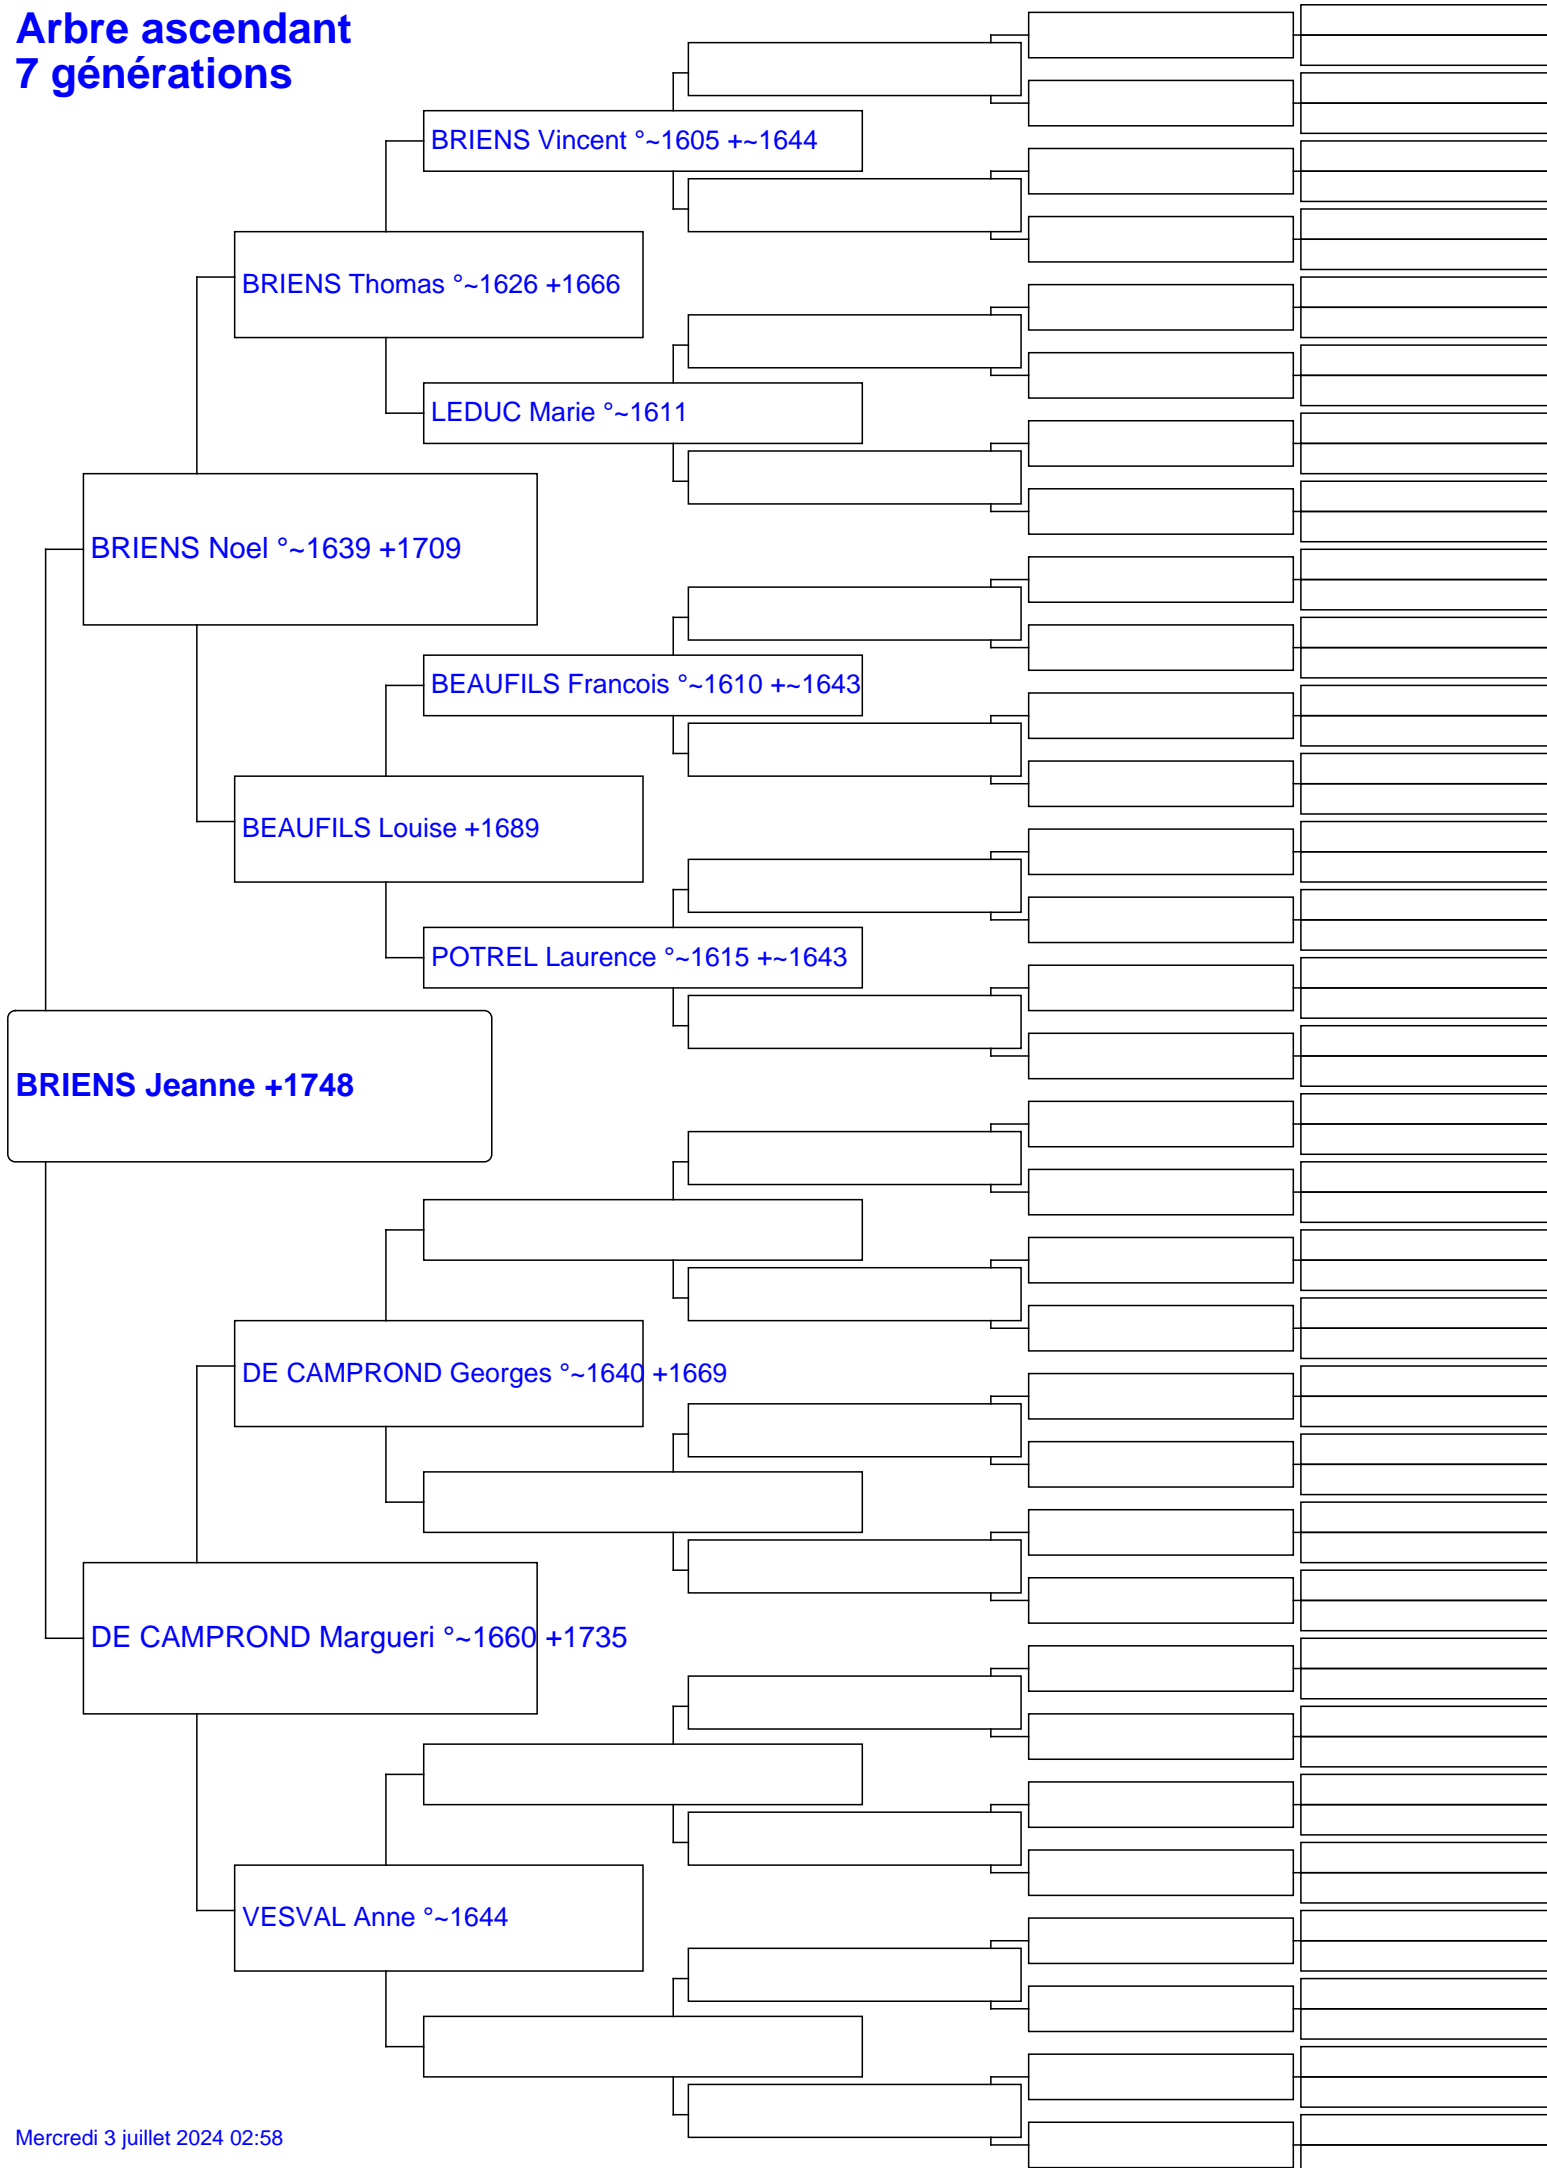 Arbre ascendant
7 générations
BRIENS Vincent °~1605 +~1644
BRIENS Thomas °~1626 +1666
LEDUC Marie °~1611
BRIENS Noel °~1639 +1709
BEAUFILS Francois °~1610 +~1643
BEAUFILS Louise +1689
POTREL Laurence °~1615 +~1643
BRIENS Jeanne +1748
DE CAMPROND Georges °~1640 +1669
DE CAMPROND Margueri °~1660 +1735
VESVAL Anne °~1644
Mercredi 3 juillet 2024 02:58